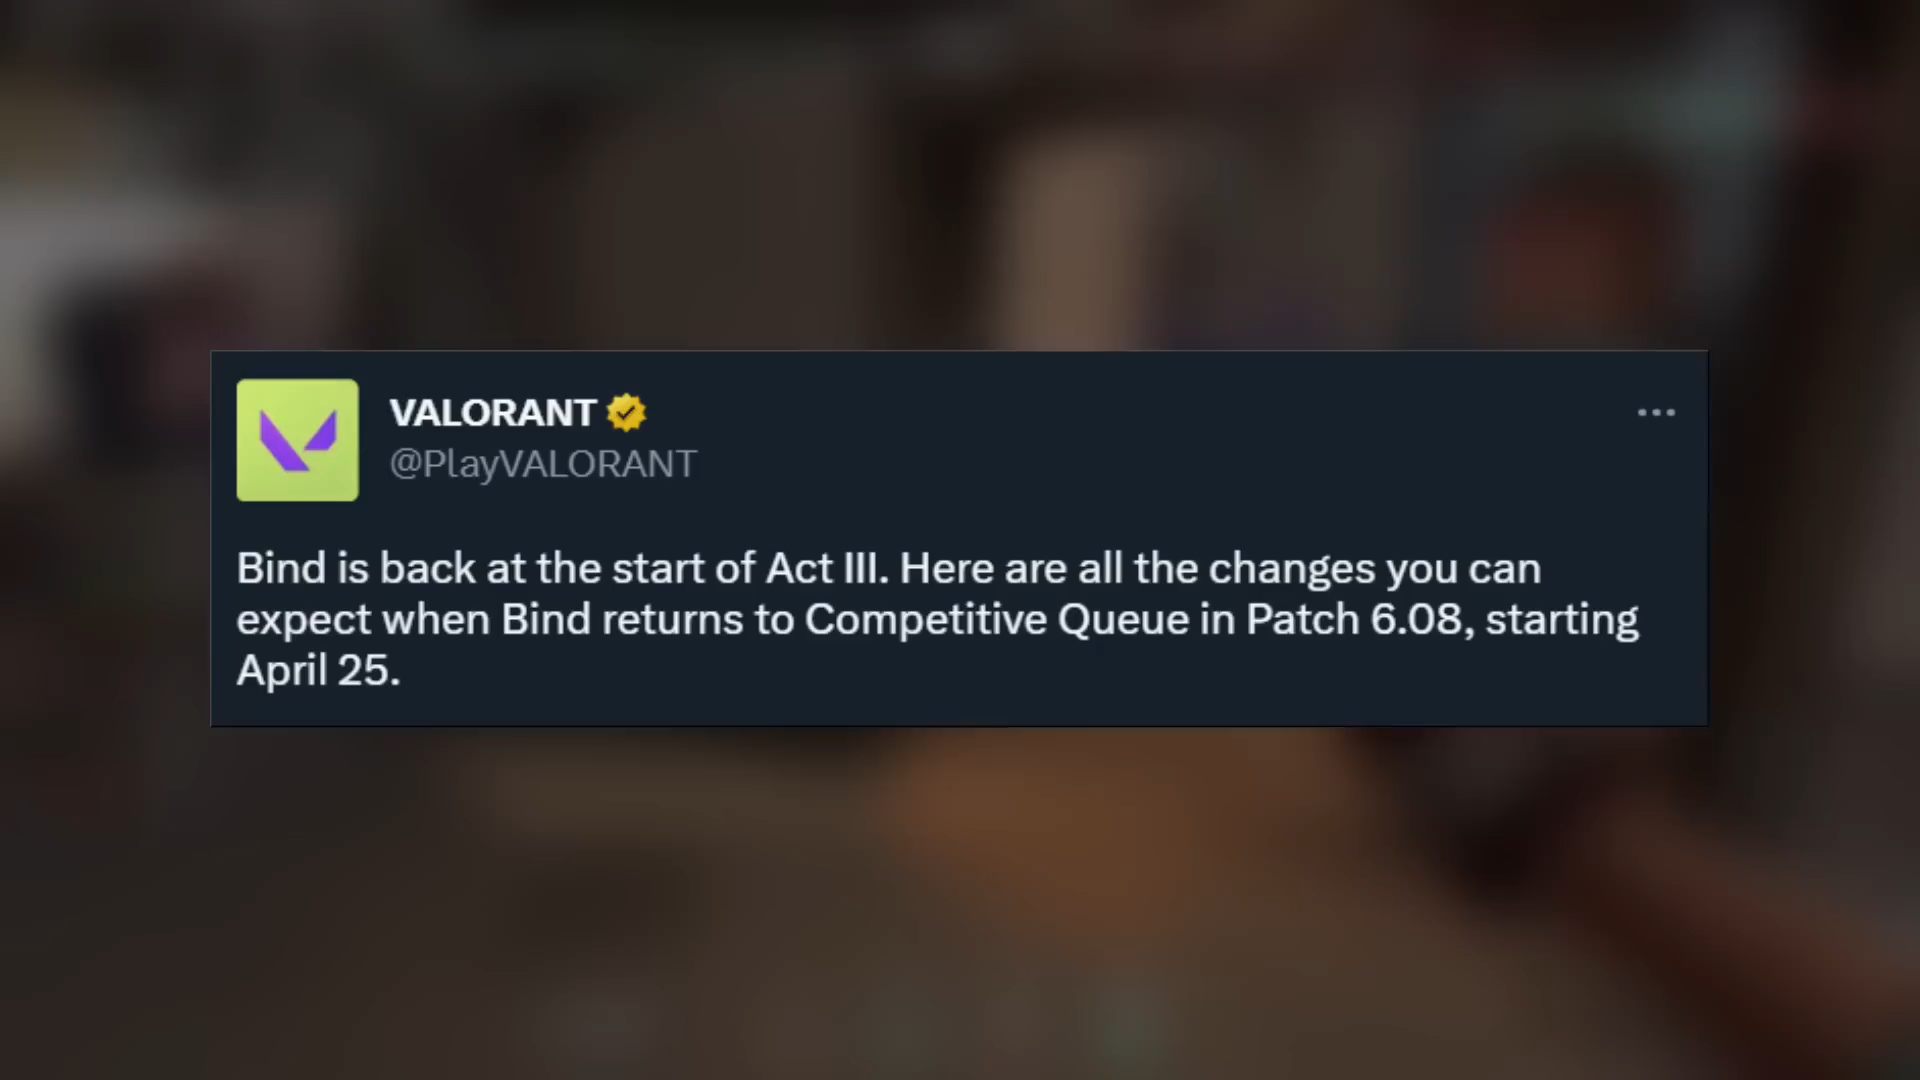 VALORANT
@PlayVALORANT
Bind is back at the start of Act III. Here are all the changes you can
expect when Bind returns to Competitive Queue in Patch 6.08, starting
April 25.